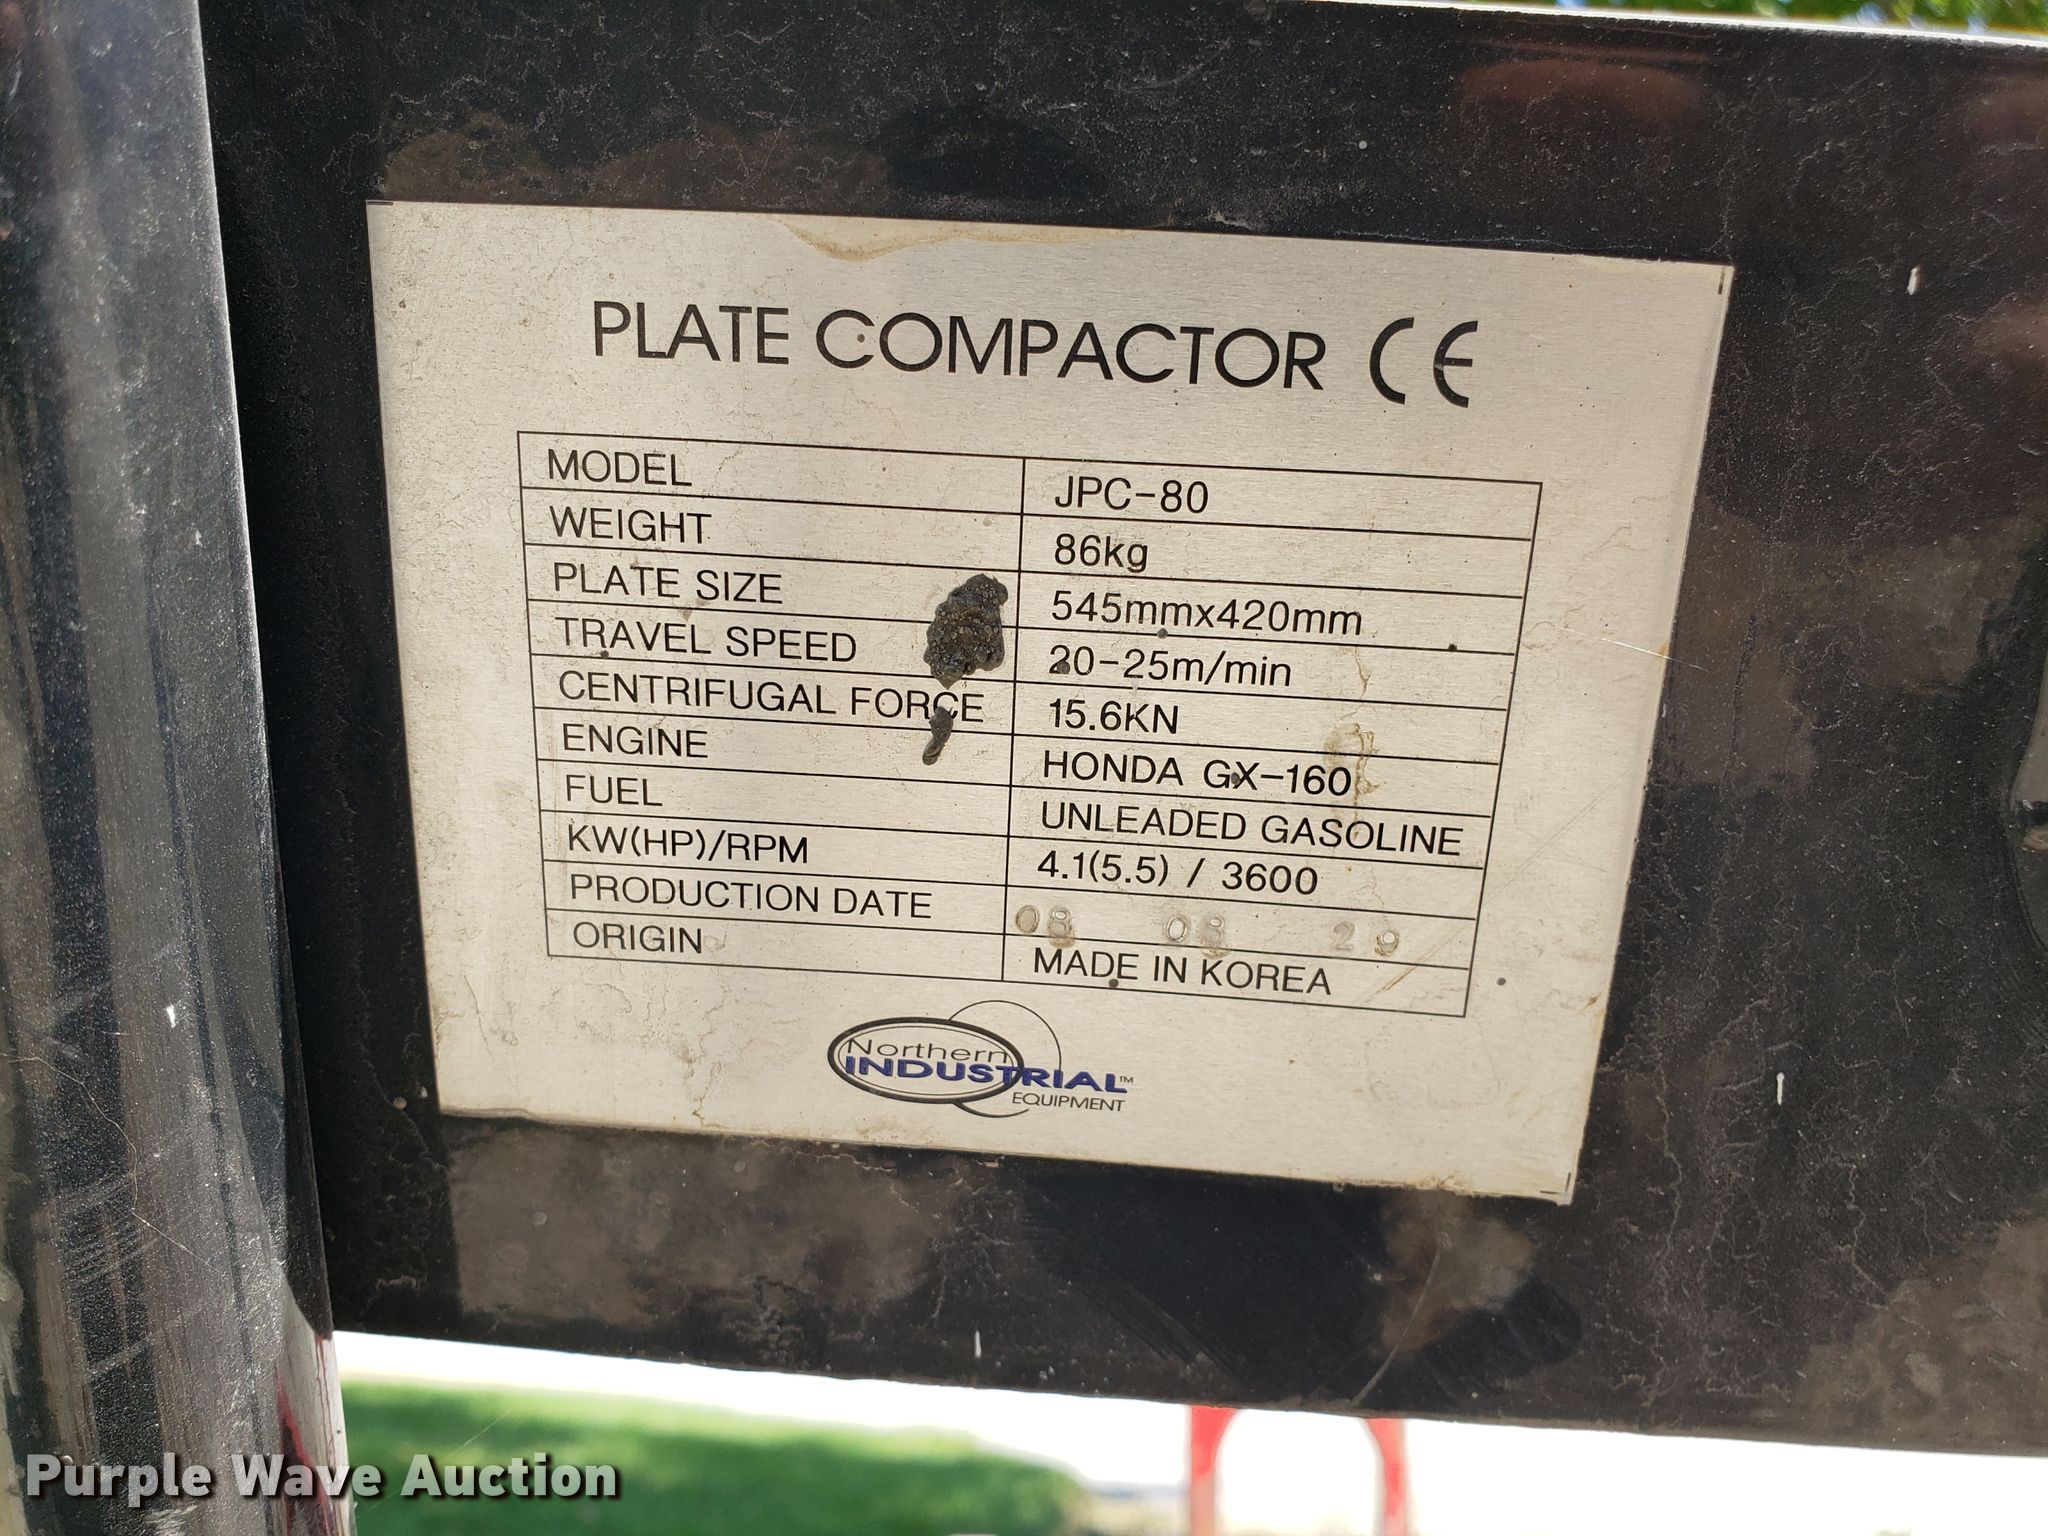 PLATE COMPACTOR CE
MODEL JPC-80
WEIGHT 86kg
PLATE SIZE 545mmx420mm
TRAVEL SPEED 20-25m/min
CENTRIFUGAL FORCE 15.6KN
ENGINE HONDA GX-160
FUEL UNLEADED GASOLINE
KW(HP)/RPM 4.1(5.5) / 3600
PRODUCTION DATE 08 08 29
ORIGIN MADE IN KOREA
Northern
INDUSTRIAL™
EQUIPMENT
Purple Wave Auction